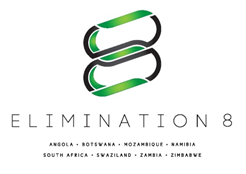 ELIMINATION 8
ANGOLA • BOTSWANA • MOZAMBIQUE • NAMIBIA
SOUTH AFRICA • SWAZILAND • ZAMBIA • ZIMBABWE